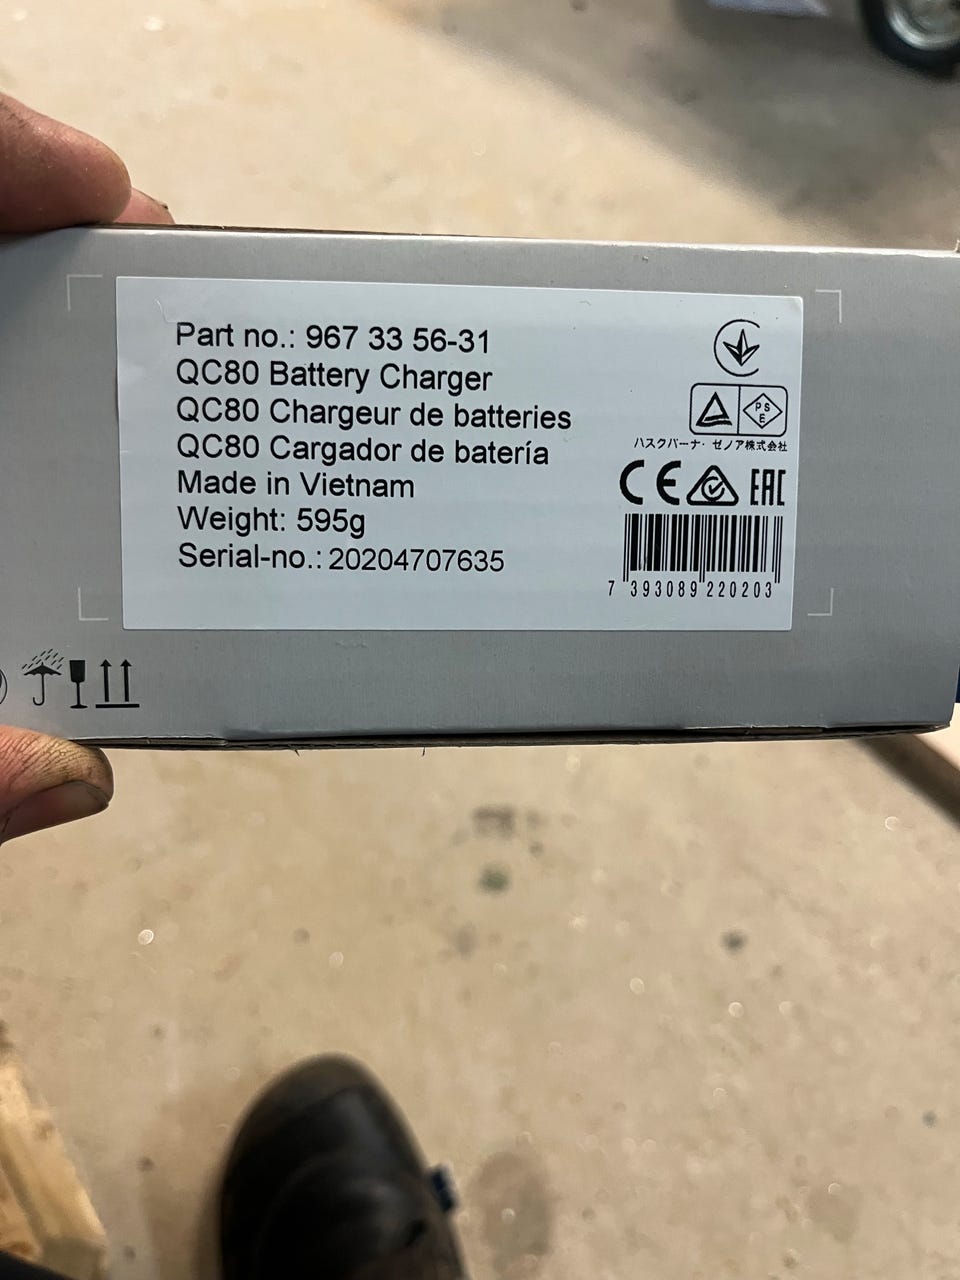 Part no.: 967 33 56-31
QC80 Battery Charger
QC80 Chargeur de batteries
QC80 Cargador de batería
Made in Vietnam
Weight: 595g
Serial-no.: 20204707635
PS
E
ハスクバーナ・ゼノア株式会社
CE
EAC
7 393089 220203